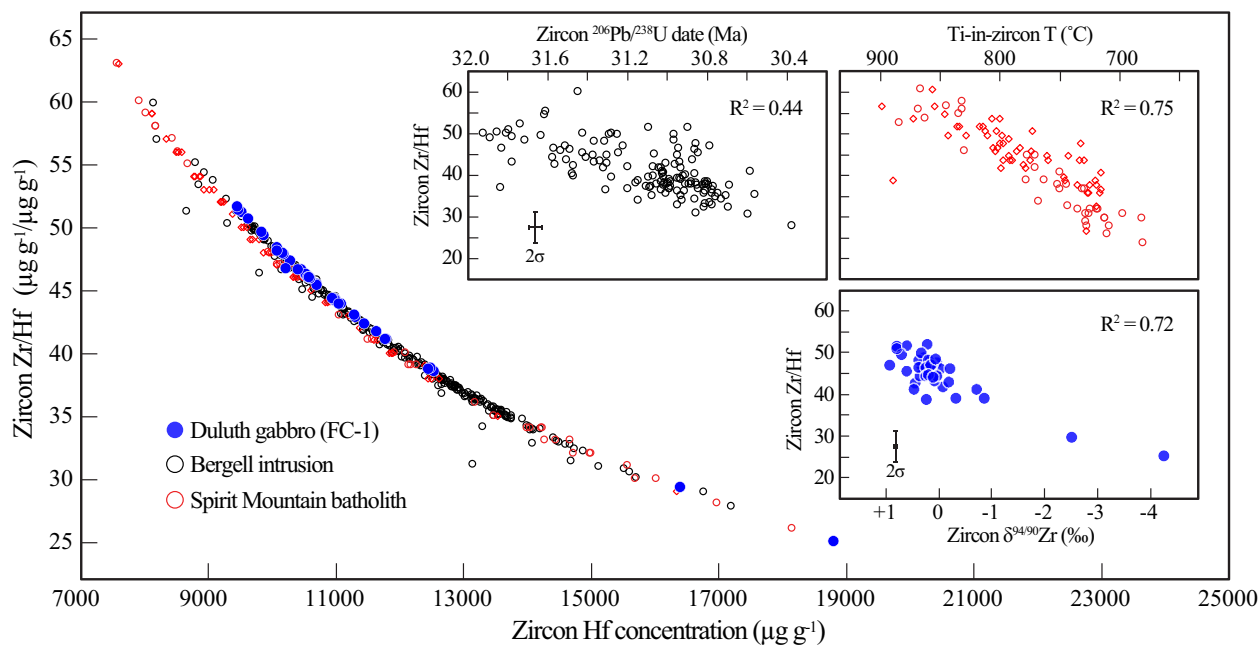 Zircon Zr/Hf (µg g⁻¹/µg g⁻¹)
65
60
55
50
45
40
35
30
25
7000 9000 11000 13000 15000 17000 19000 21000 23000 25000
Zircon Hf concentration (µg g⁻¹)
Duluth gabbro (FC-1)
Bergell intrusion
Spirit Mountain batholith
Zircon ²⁰⁶Pb/²³⁸U date (Ma)
32.0 31.6 31.2 30.8 30.4
Zircon Zr/Hf
60
50
40
30
20
R² = 0.44
2σ
Ti-in-zircon T (°C)
900 800 700
R² = 0.75
Zircon Zr/Hf
60
50
40
30
20
R² = 0.72
2σ
+1 0 -1 -2 -3 -4
Zircon δ⁹⁴/⁹⁰Zr (‰)